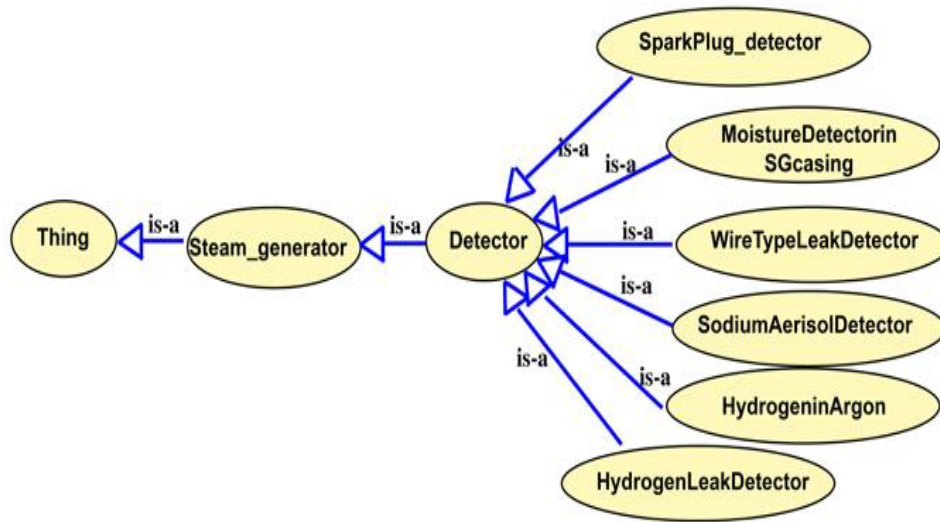 SparkPlug_detector
is-a
MoistureDetectorin
SGcasing
is-a
Thing
is-a
Steam_generator
is-a
Detector
is-a
WireTypeLeakDetector
is-a
SodiumAerisolDetector
is-a
HydrogeninArgon
is-a
HydrogenLeakDetector